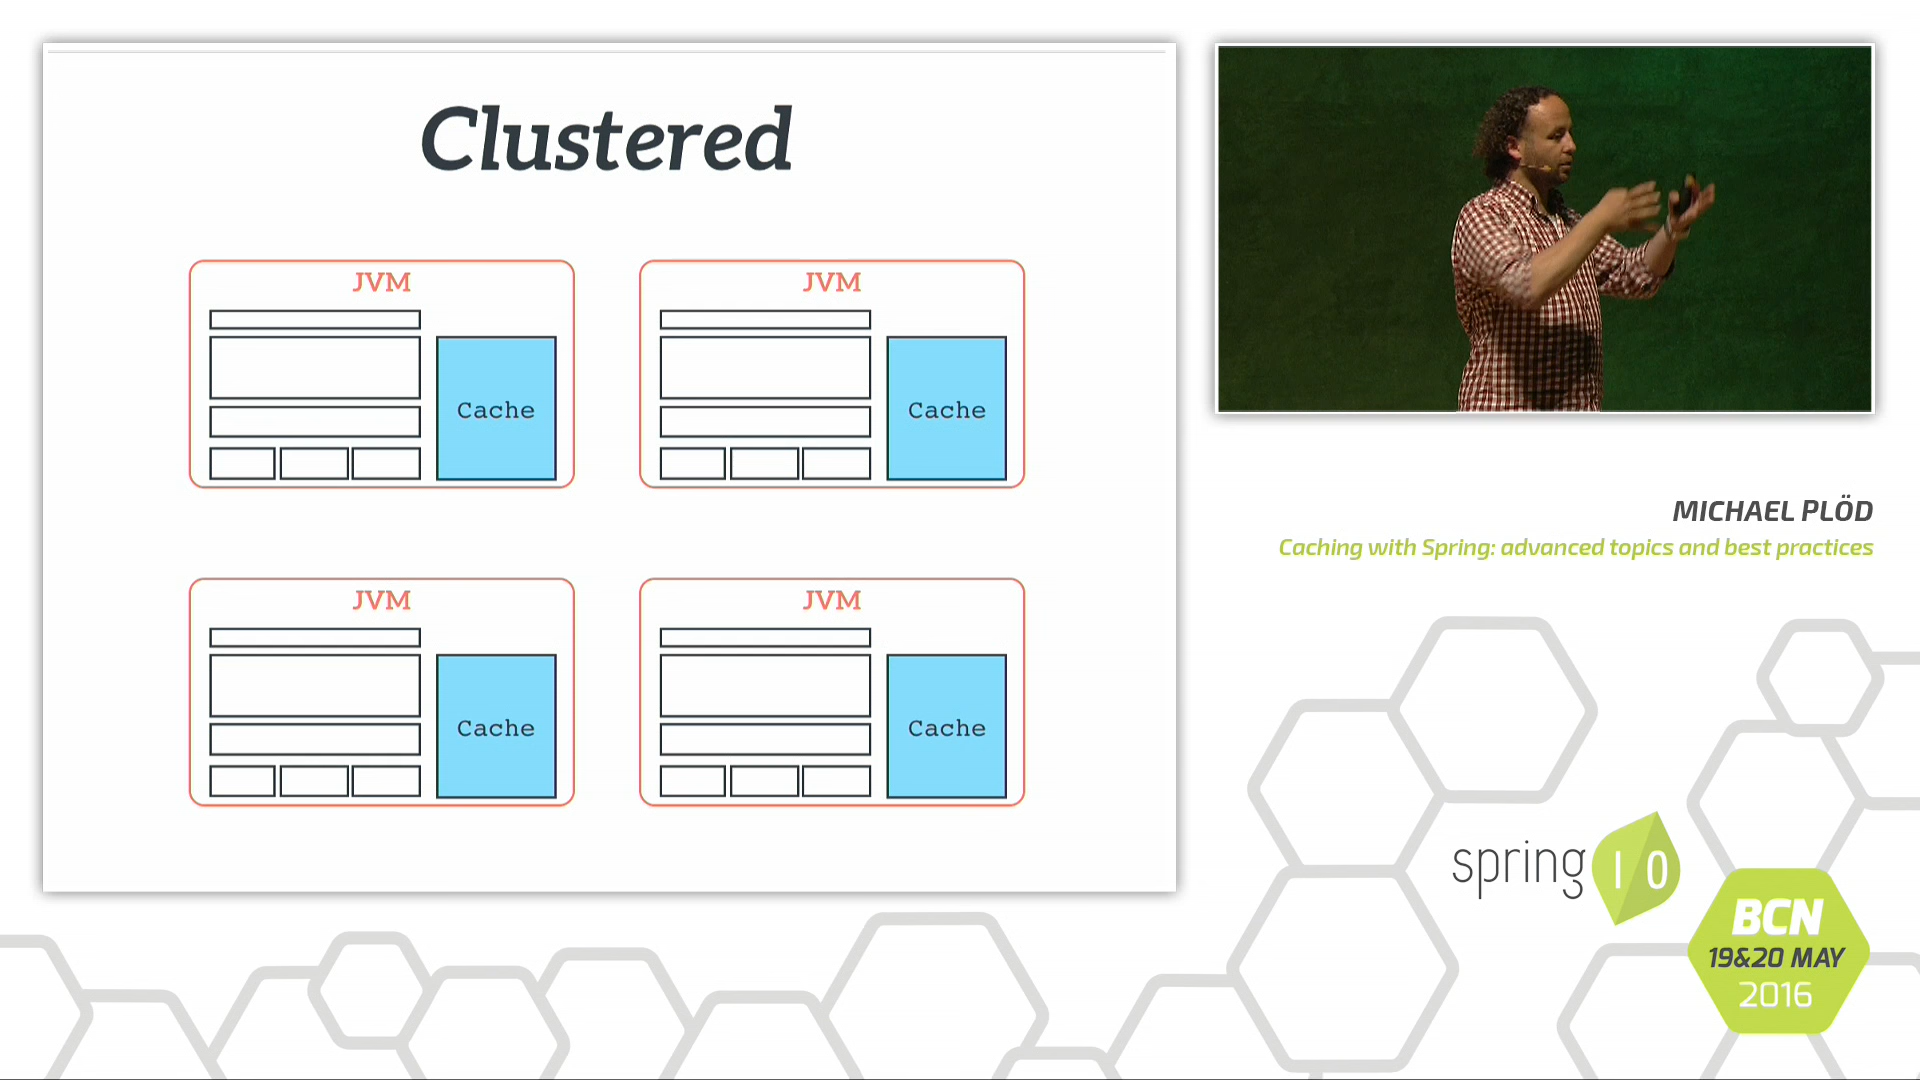 Clustered
JVM
Cache
JVM
Cache
JVM
Cache
JVM
Cache
MICHAEL PLÖD
Caching with Spring: advanced topics and best practices
spring I O
BCN
19&20 MAY
2016